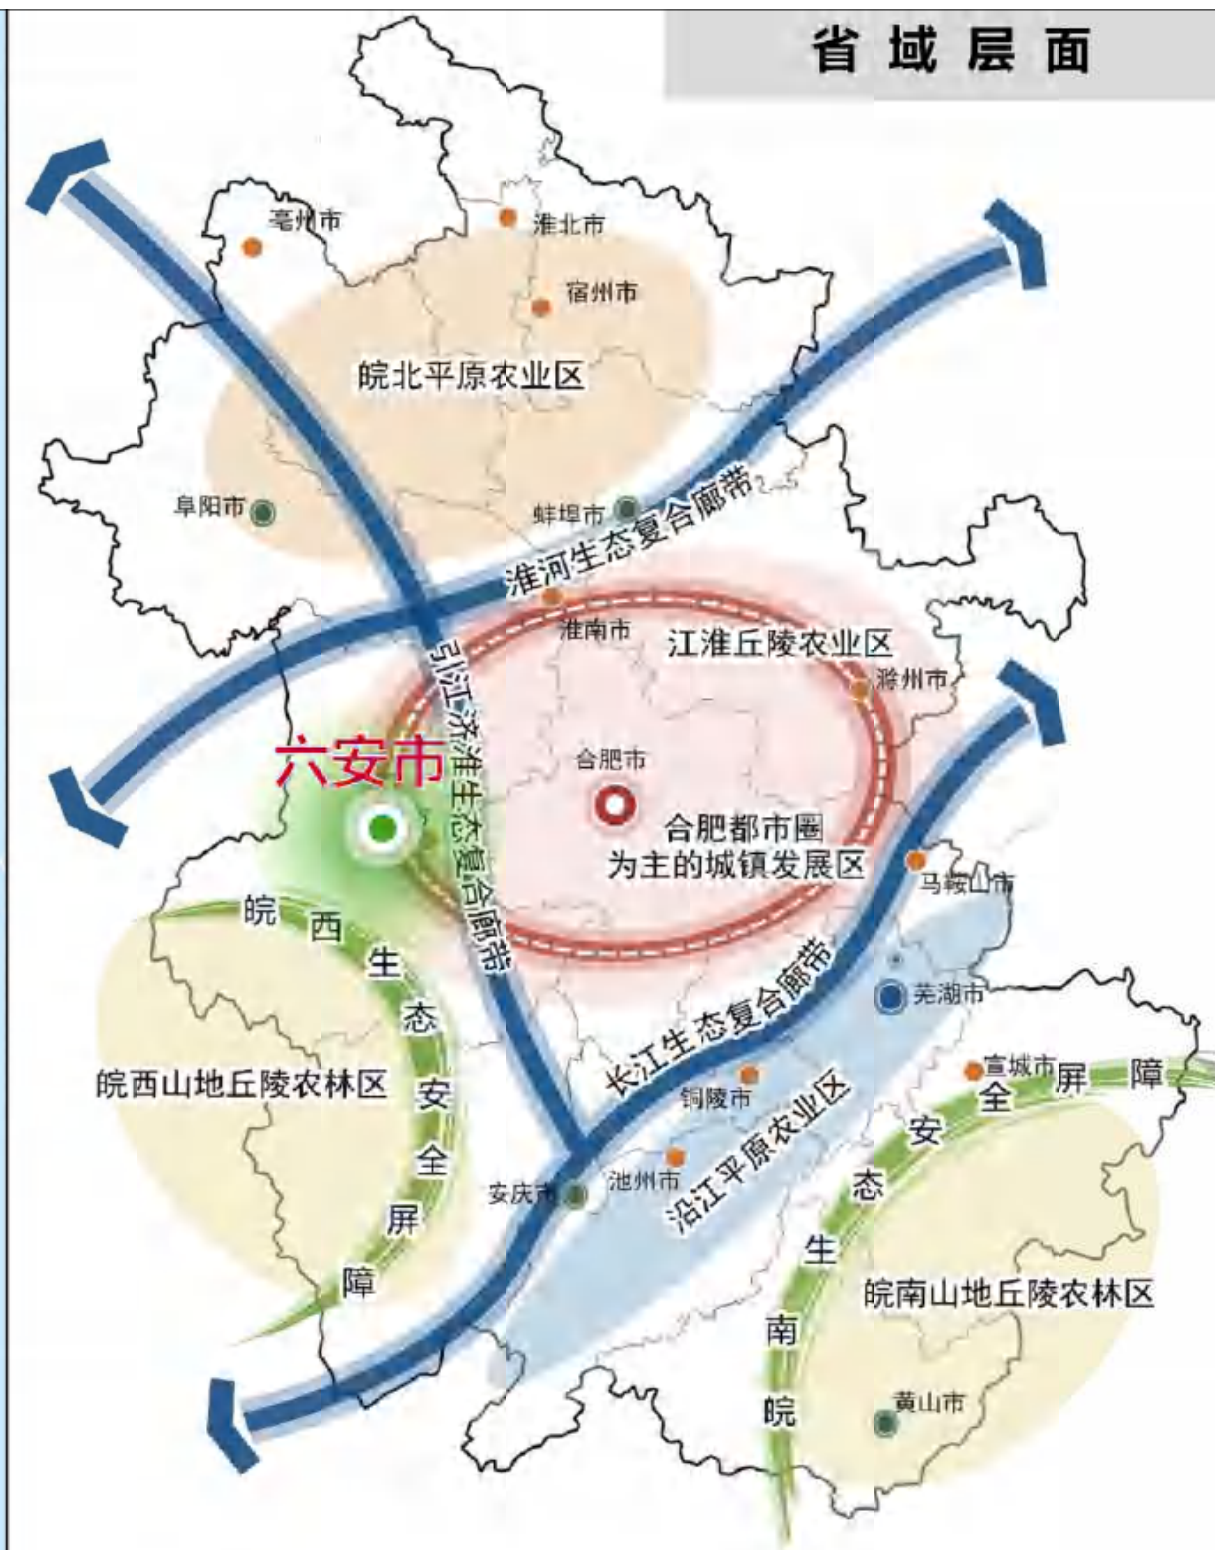 省域层面
亳州市
淮北市
宿州市
皖北平原农业区
阜阳市
蚌埠市
淮河生态复合廊带
淮南市
江淮丘陵农业区
滁州市
引江济淮生态复合廊带
六安市
合肥市
合肥都市圈
为主的城镇发展区
马鞍山市
皖西生态安全屏障
长江生态复合廊带
芜湖市
皖西山地丘陵农林区
宣城市
铜陵市
沿江平原农业区
池州市
安庆市
皖南生态安全屏障
皖南山地丘陵农林区
黄山市